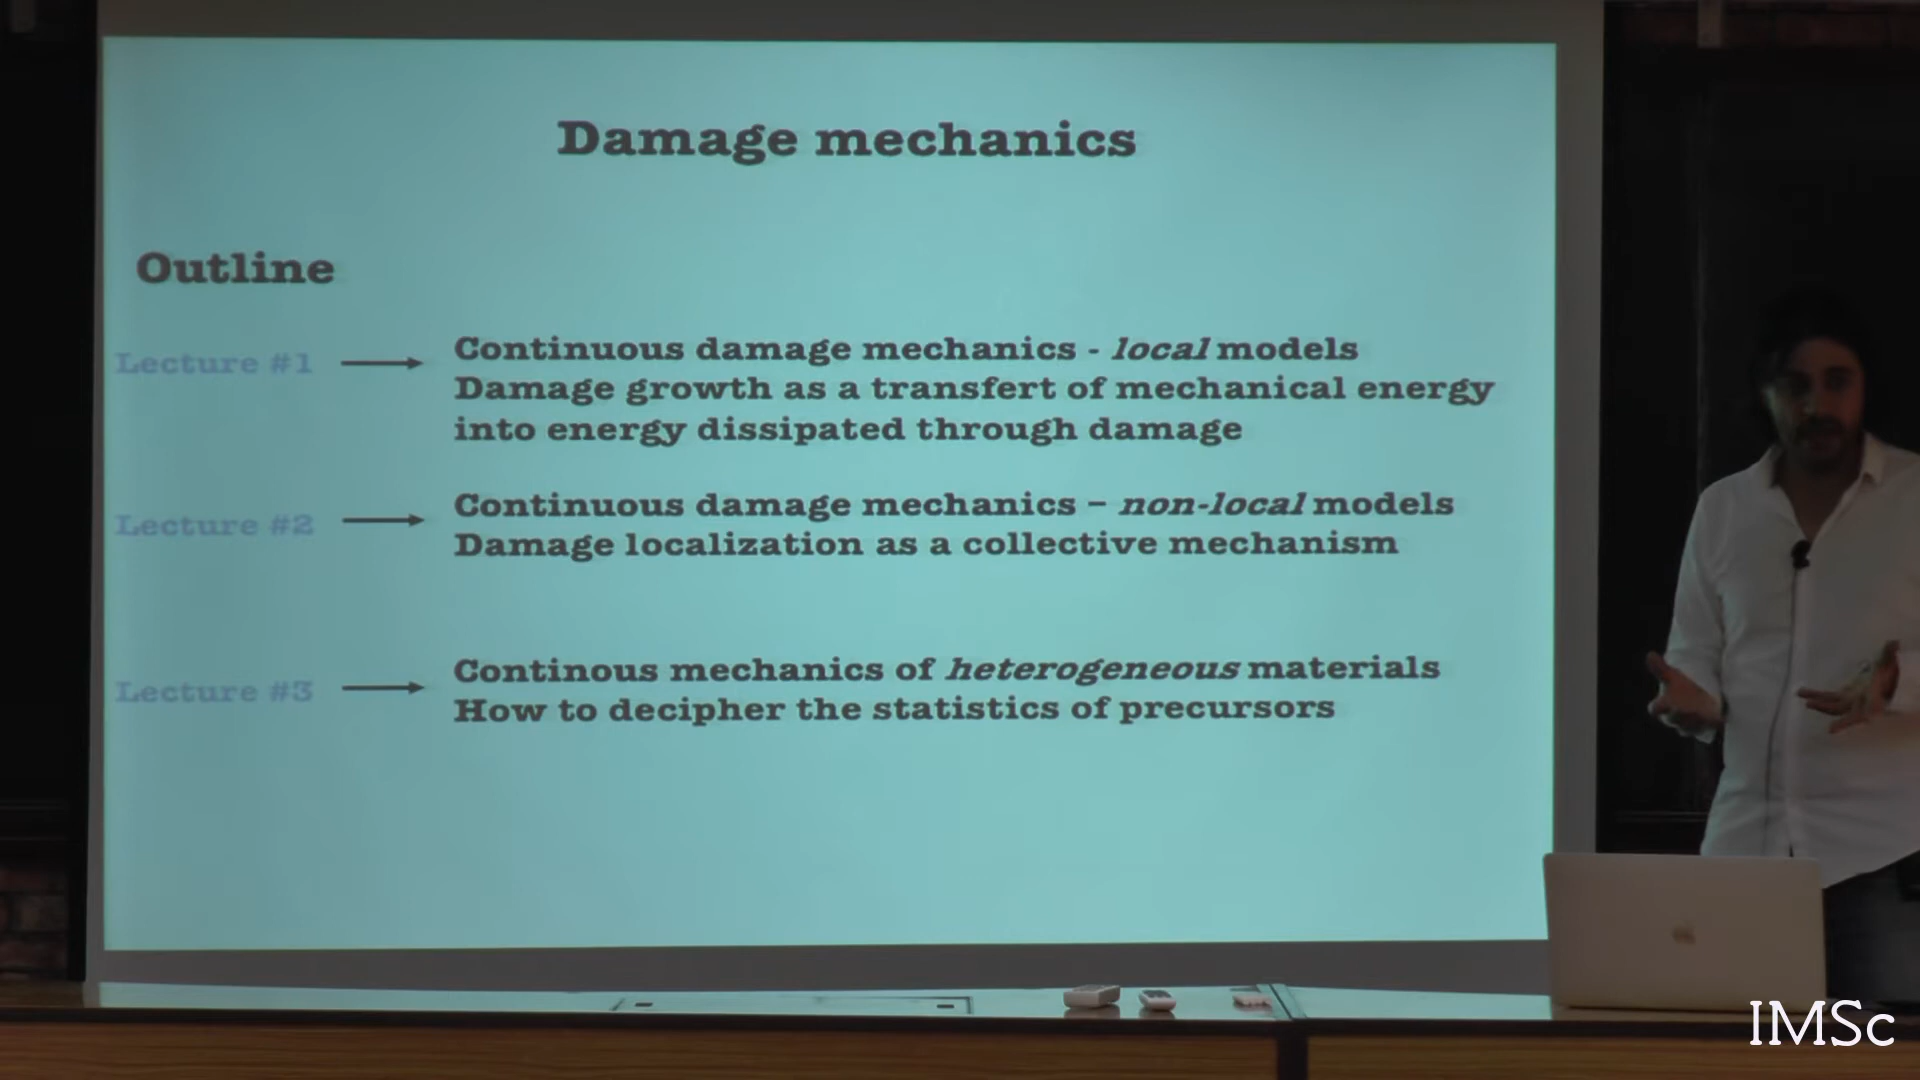 Damage mechanics
Outline
Lecture #1
Continuous damage mechanics - local models
Damage growth as a transfert of mechanical energy
into energy dissipated through damage
Lecture #2
Continuous damage mechanics – non-local models
Damage localization as a collective mechanism
Lecture #3
Continous mechanics of heterogeneous materials
How to decipher the statistics of precursors
IMSc